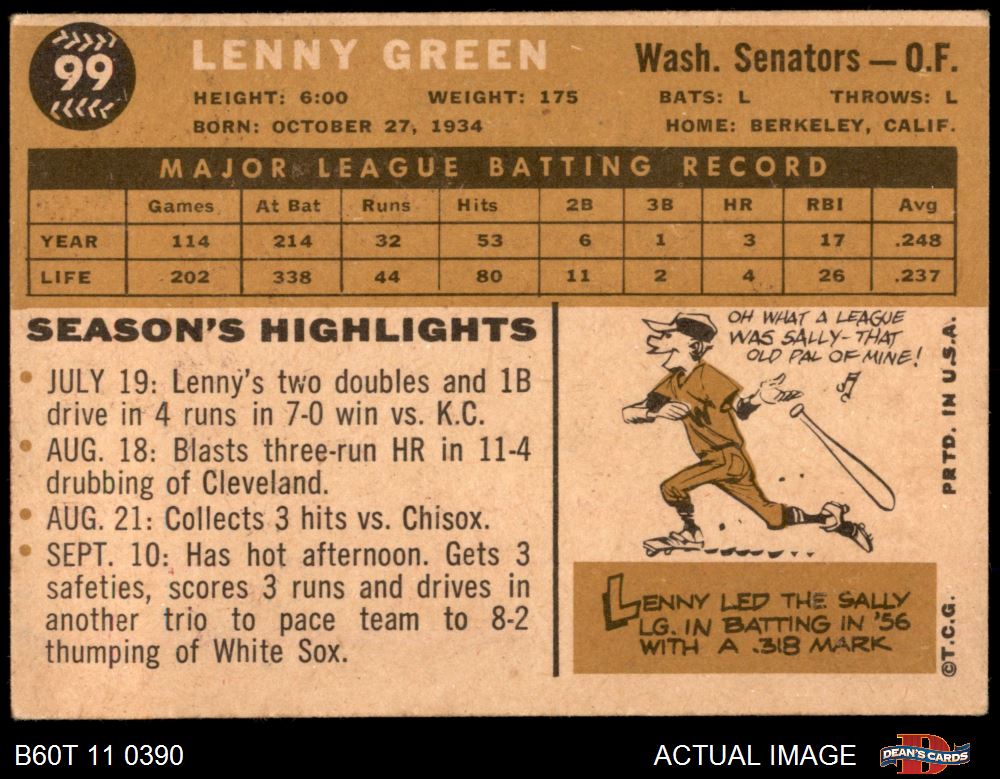 99
LENNY GREEN
Wash. Senators — O.F.
HEIGHT: 6:00 WEIGHT: 175 BATS: L THROWS: L
BORN: OCTOBER 27, 1934 HOME: BERKELEY, CALIF.
MAJOR LEAGUE BATTING RECORD
Games At Bat Runs Hits 2B 3B HR RBI Avg
YEAR 114 214 32 53 6 1 3 17 .248
LIFE 202 338 44 80 11 2 4 26 .237
SEASON'S HIGHLIGHTS
• JULY 19: Lenny's two doubles and 1B
drive in 4 runs in 7-0 win vs. K.C.
• AUG. 18: Blasts three-run HR in 11-4
drubbing of Cleveland.
• AUG. 21: Collects 3 hits vs. Chisox.
• SEPT. 10: Has hot afternoon. Gets 3
safeties, scores 3 runs and drives in
another trio to pace team to 8-2
thumping of White Sox.
OH WHAT A LEAGUE
WAS SALLY-THAT
OLD PAL OF MINE!
W
LENNY LED THE SALLY
LG. IN BATTING IN '56
WITH A .318 MARK
©T.C.G. PRTD. IN U.S.A.
B60T 11 0390
ACTUAL IMAGE
DEAN'S CARDS